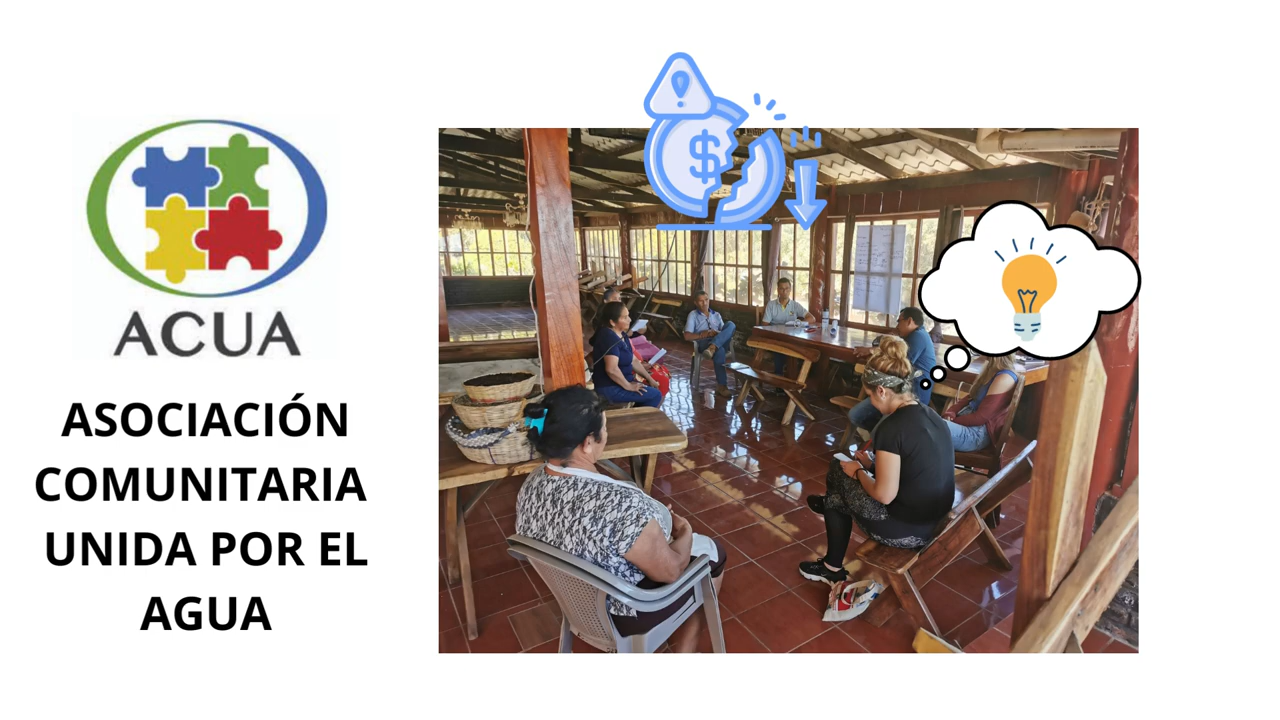 ACUA
ASOCIACIÓN
COMUNITARIA
UNIDA POR EL
AGUA
$